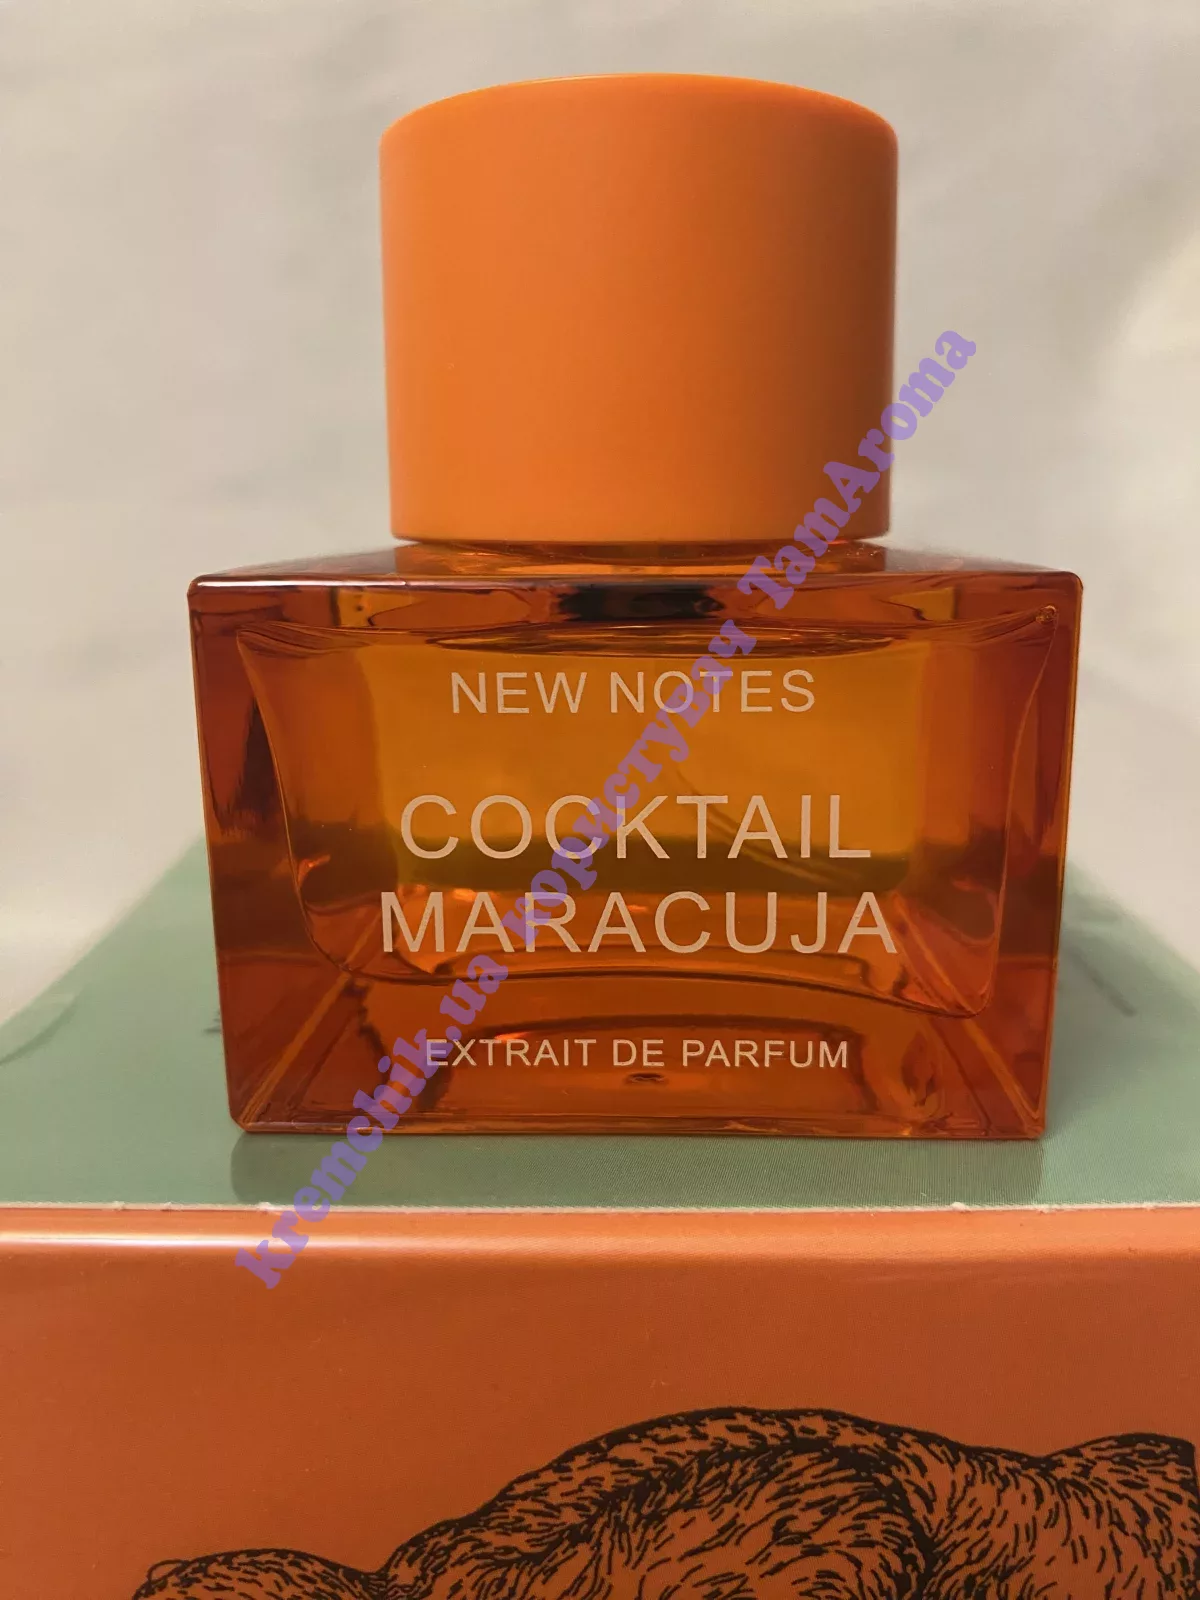 NEW NOTES
COCKTAIL
MARACUJA
EXTRAIT DE PARFUM
kremchik.ua користувач TamAroma